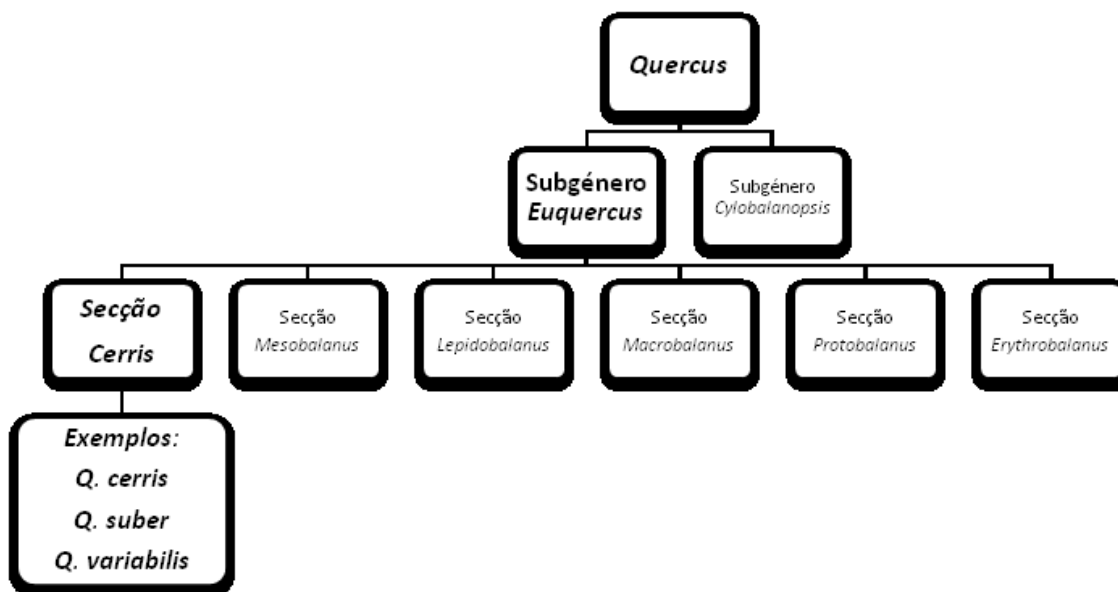 Quercus
Subgénero
Euquercus
Subgénero
Cylobalanopsis
Secção
Cerris
Secção
Mesobalanus
Secção
Lepidobalanus
Secção
Macrobalanus
Secção
Protobalanus
Secção
Erythrobalanus
Exemplos:
Q. cerris
Q. suber
Q. variabilis